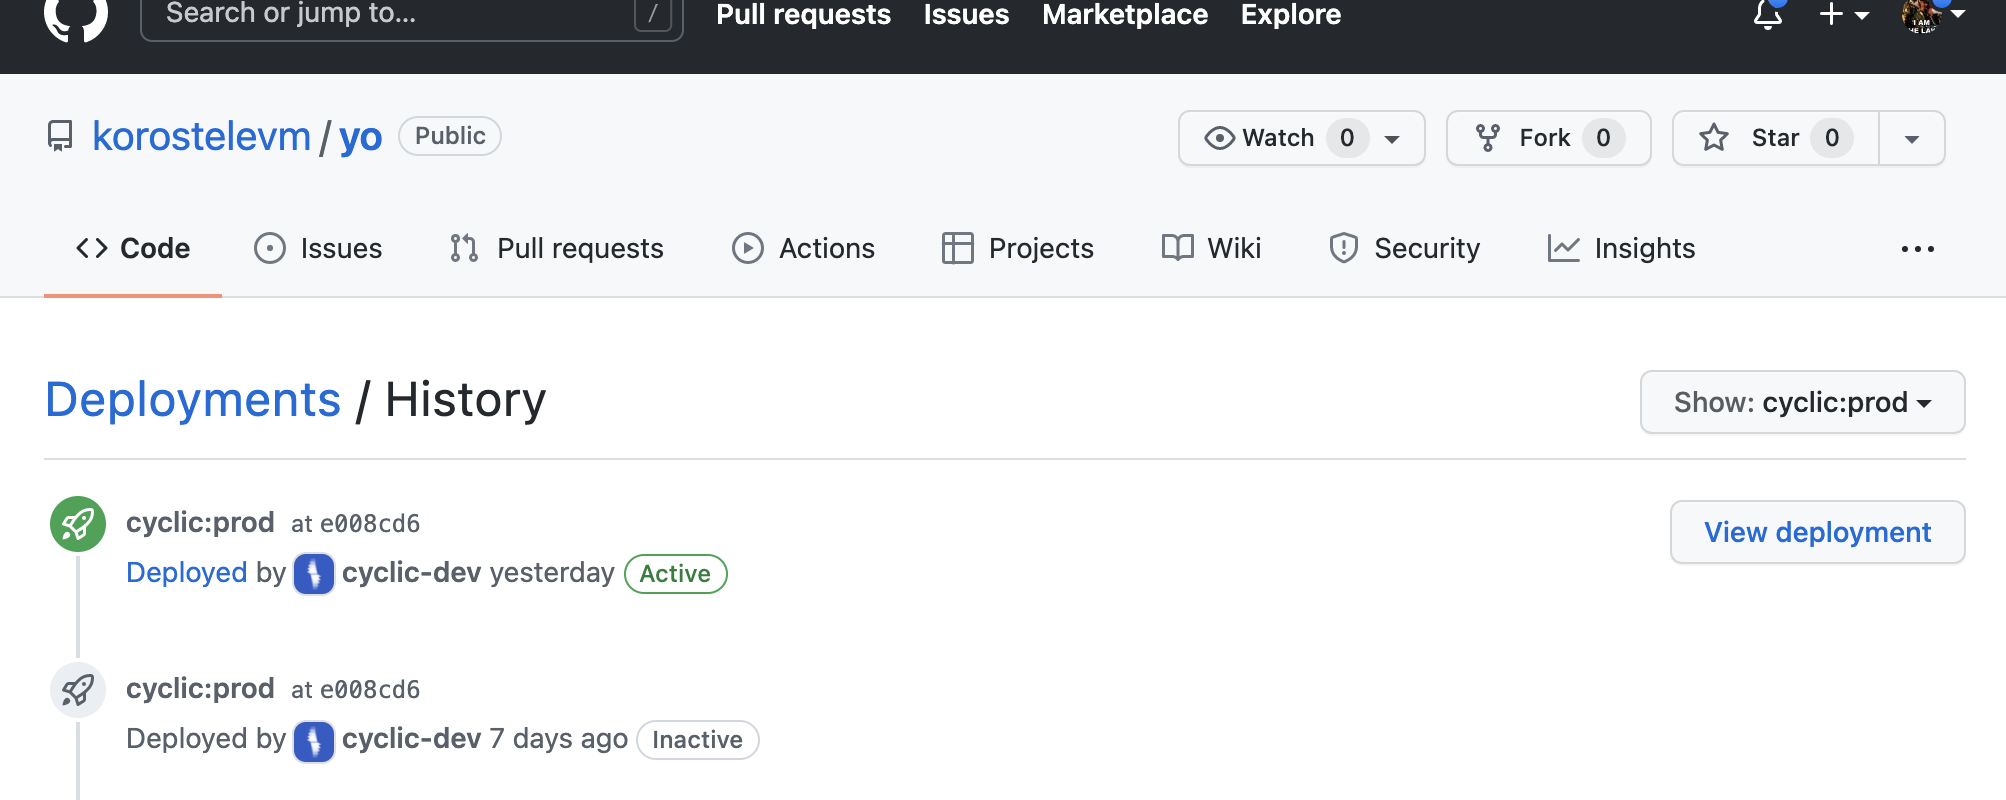 Search or jump to... / Pull requests Issues Marketplace Explore
korostelevm / yo Public Watch 0 Fork 0 Star 0
Code Issues Pull requests Actions Projects Wiki Security Insights ...
Deployments / History Show: cyclic:prod
cyclic:prod at e008cd6 View deployment
Deployed by cyclic-dev yesterday Active
cyclic:prod at e008cd6
Deployed by cyclic-dev 7 days ago Inactive